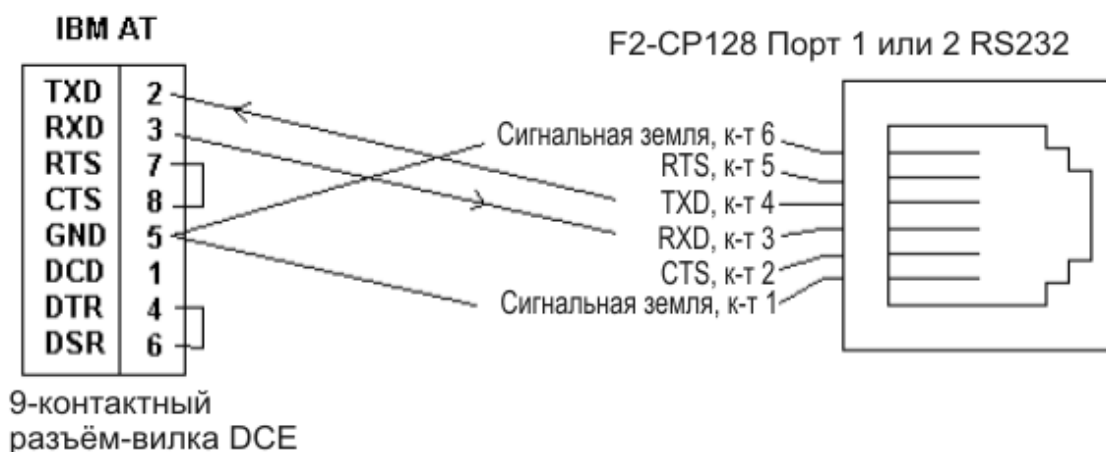 IBM AT
F2-CP128 Порт 1 или 2 RS232
TXD 2
RXD 3
RTS 7
CTS 8
GND 5
DCD 1
DTR 4
DSR 6
Сигнальная земля, к-т 6
RTS, к-т 5
TXD, к-т 4
RXD, к-т 3
CTS, к-т 2
Сигнальная земля, к-т 1
9-контактный
разъём-вилка DCE